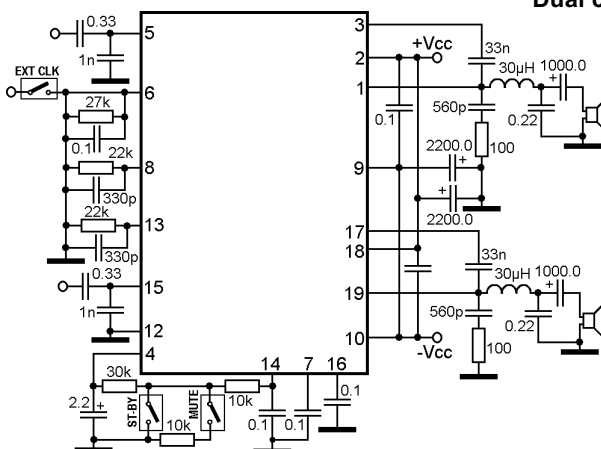 Dual
0.33
1n
EXT CLK
27k
0.1
22k
330p
22k
330p
0.33
1n
5
6
8
13
15
12
4
14
7
16
3
2
1
9
17
18
19
10
+Vcc
33n
30µH
1000.0
+
560p
0.1
0.22
100
2200.0
+
+
2200.0
33n
30µH
1000.0
+
560p
0.22
100
-Vcc
30k
2.2
+
ST-BY
MUTE
10k
10k
0.1
0.1
0.1